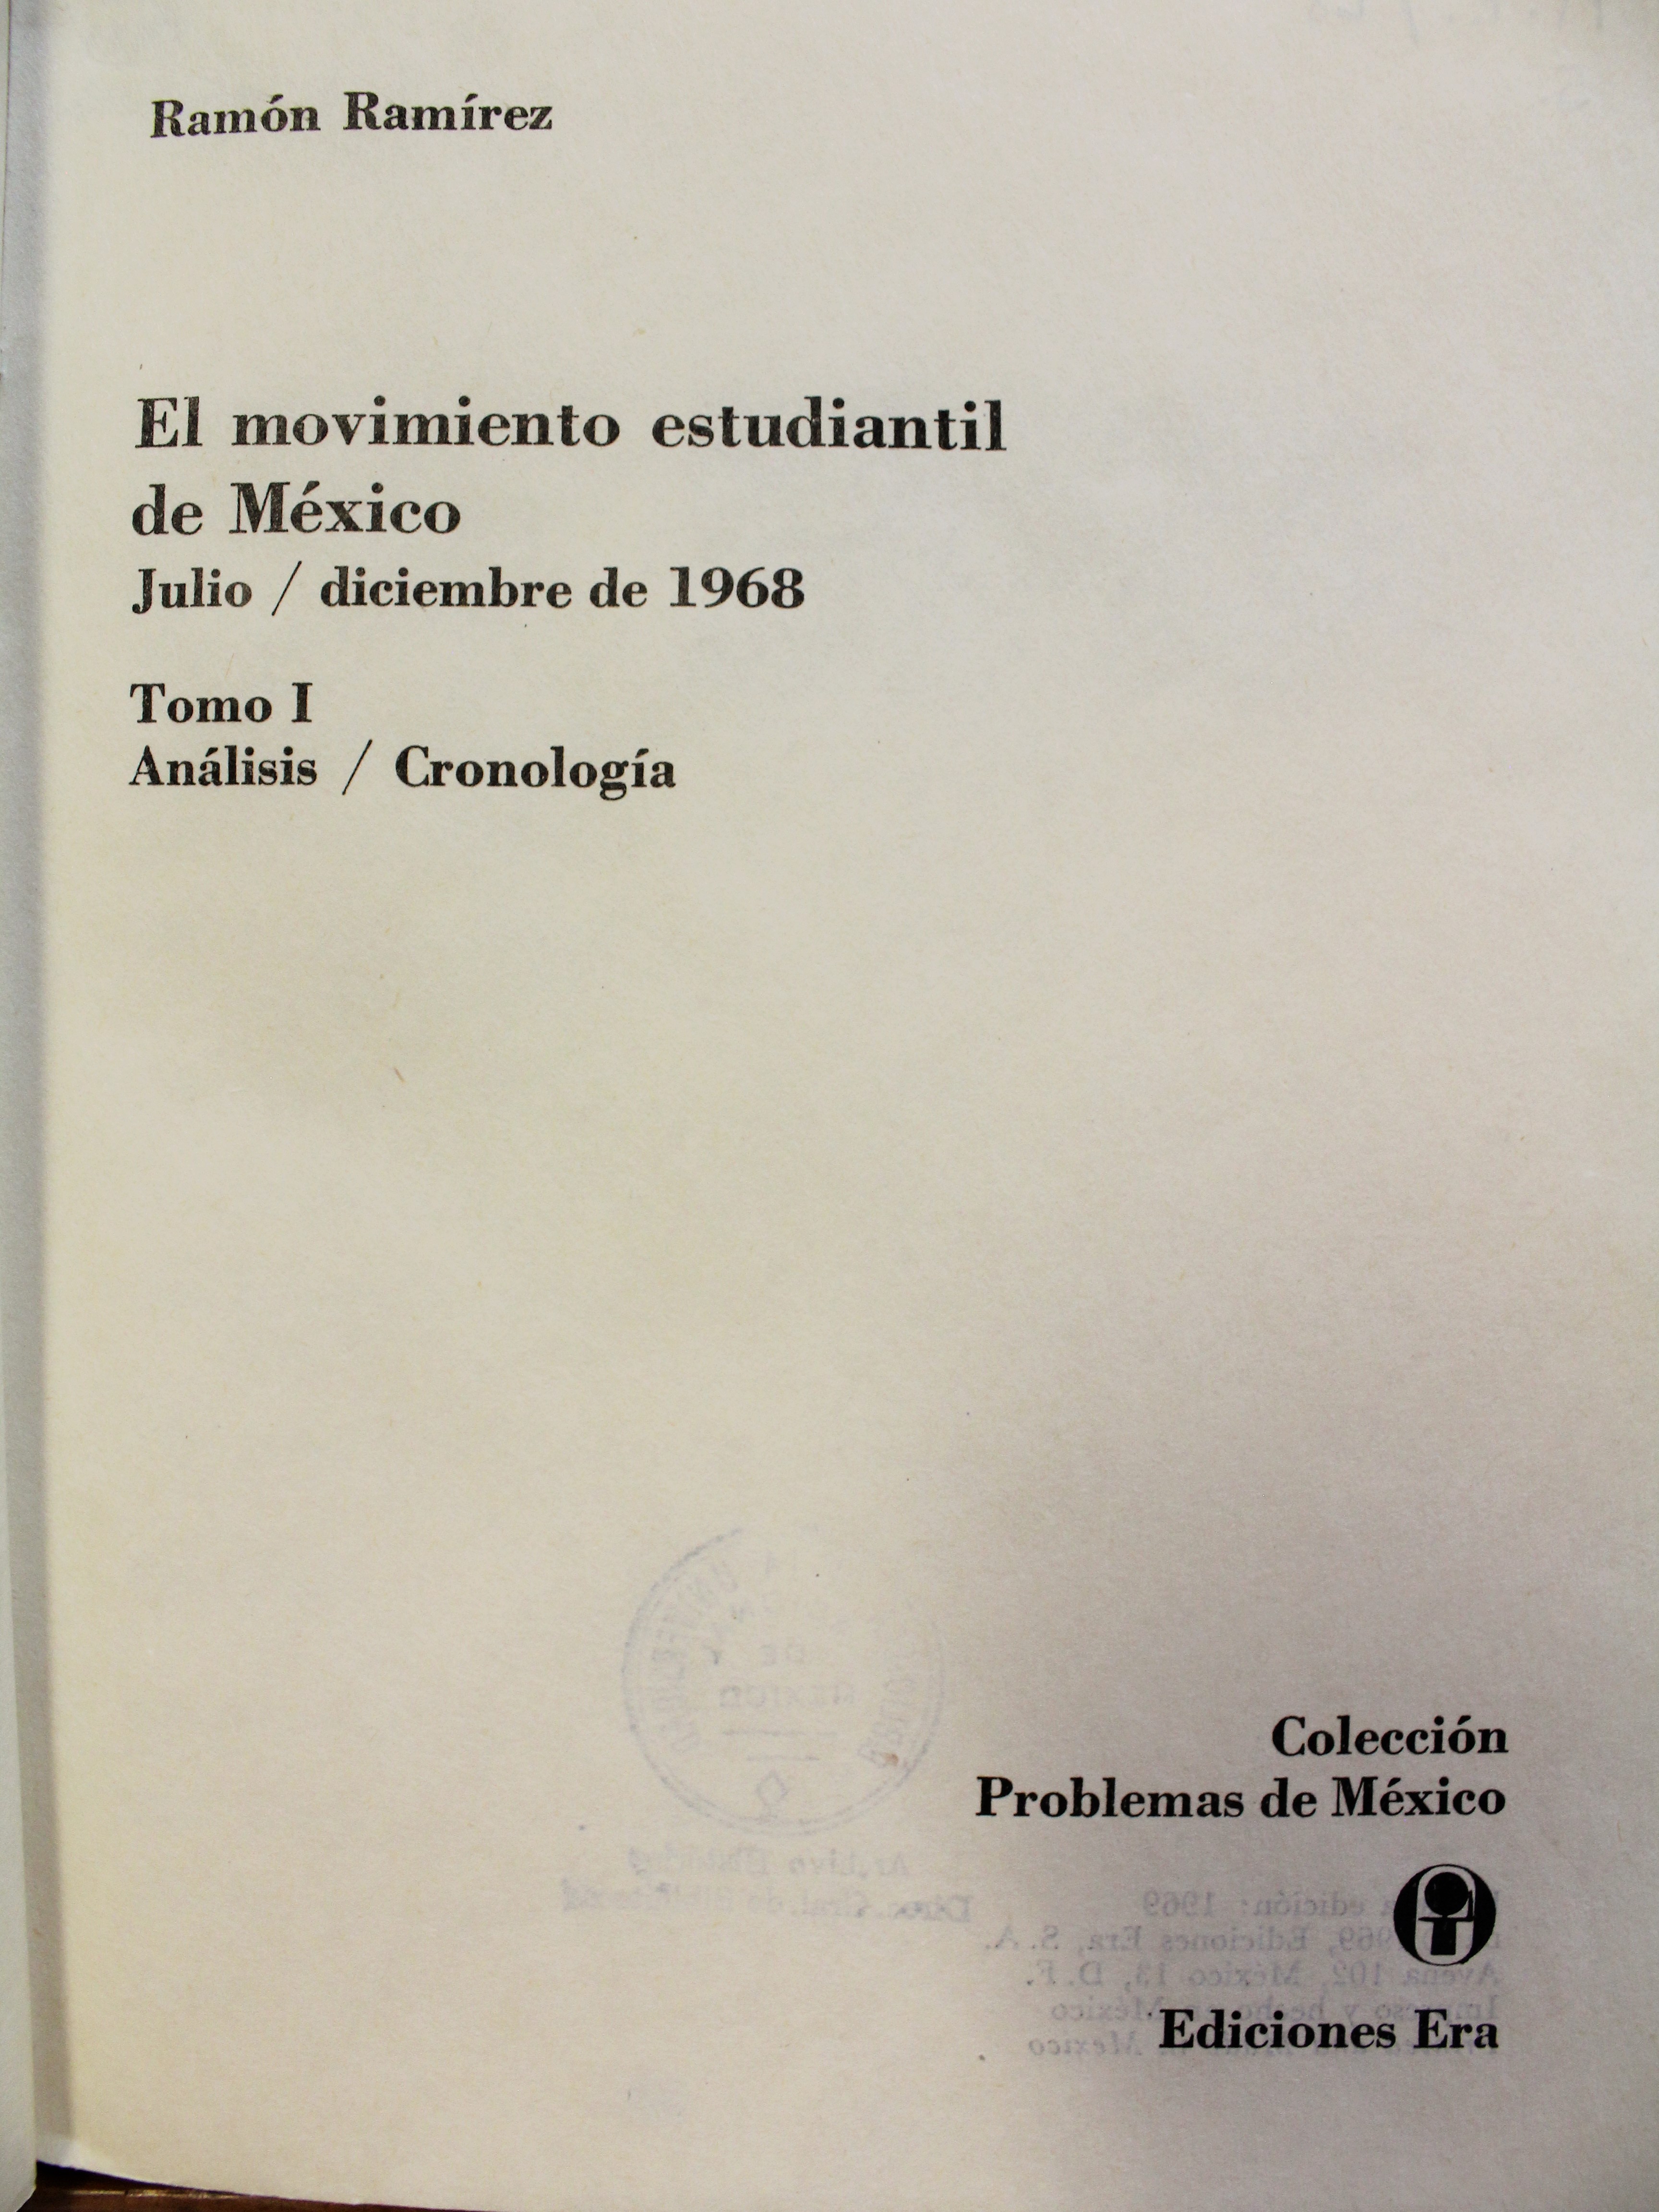 Ramón Ramírez
El movimiento estudiantil
de México
Julio / diciembre de 1968
Tomo I
Análisis / Cronología
Colección
Problemas de México
Ediciones Era